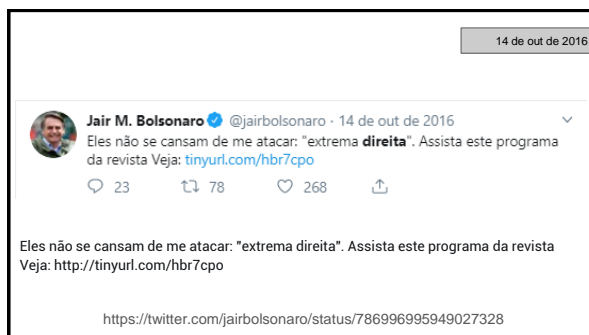 14 de out de 2016
Jair M. Bolsonaro @jairbolsonaro · 14 de out de 2016
Eles não se cansam de me atacar: "extrema direita". Assista este programa
da revista Veja: tinyurl.com/hbr7cpo
23 78 268
Eles não se cansam de me atacar: "extrema direita". Assista este programa da revista
Veja: http://tinyurl.com/hbr7cpo
https://twitter.com/jairbolsonaro/status/786996995949027328